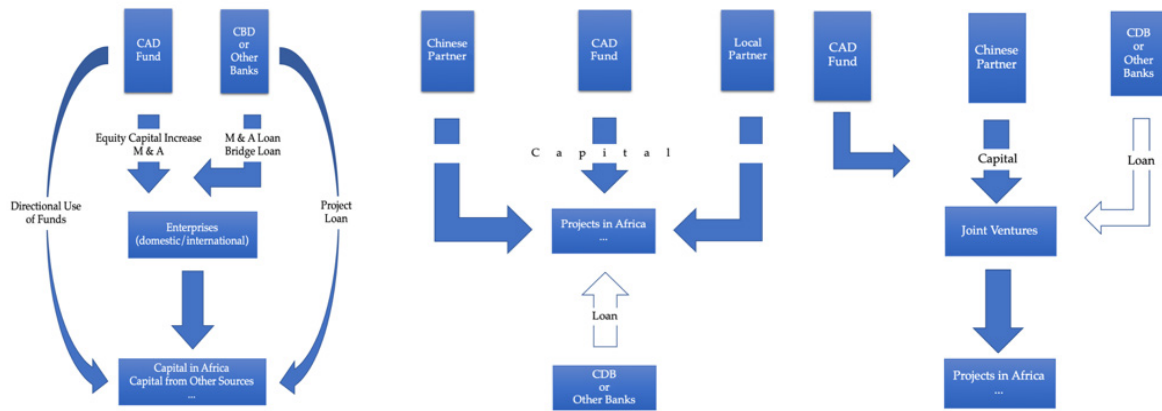 CAD
Fund
CBD
or
Other
Banks
Equity Capital Increase
M & A
M & A Loan
Bridge Loan
Directional Use
of Funds
Project
Loan
Enterprises
(domestic/international)
Capital in Africa
Capital from Other Sources
...
Chinese
Partner
CAD
Fund
Local
Partner
C a p i t a l
Projects in Africa
...
Loan
CDB
or
Other Banks
CAD
Fund
Chinese
Partner
CDB
or
Other
Banks
Capital
Loan
Joint Ventures
Projects in Africa
...